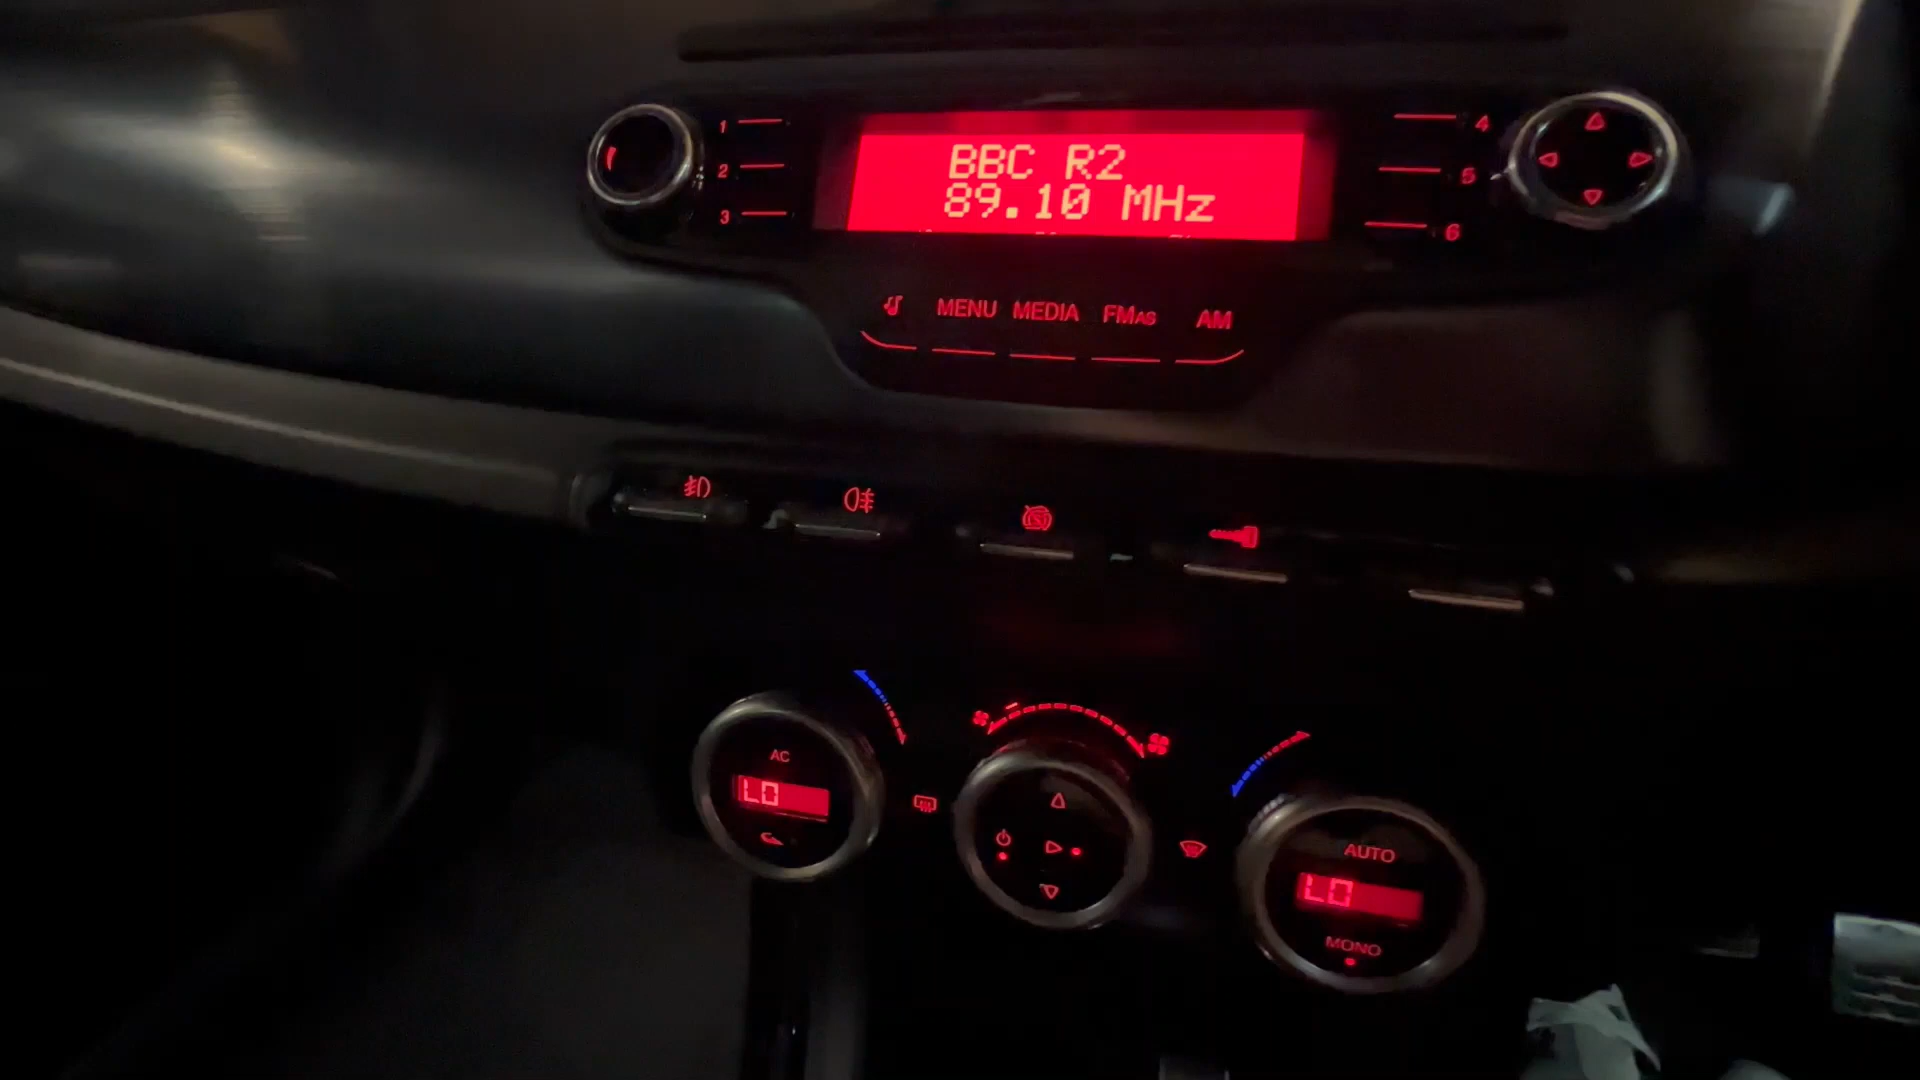 BBC R2
89.10 MHz
1
2
3
4
5
6
MENU MEDIA FMAS AM
AC
LO
AUTO
LO
MONO